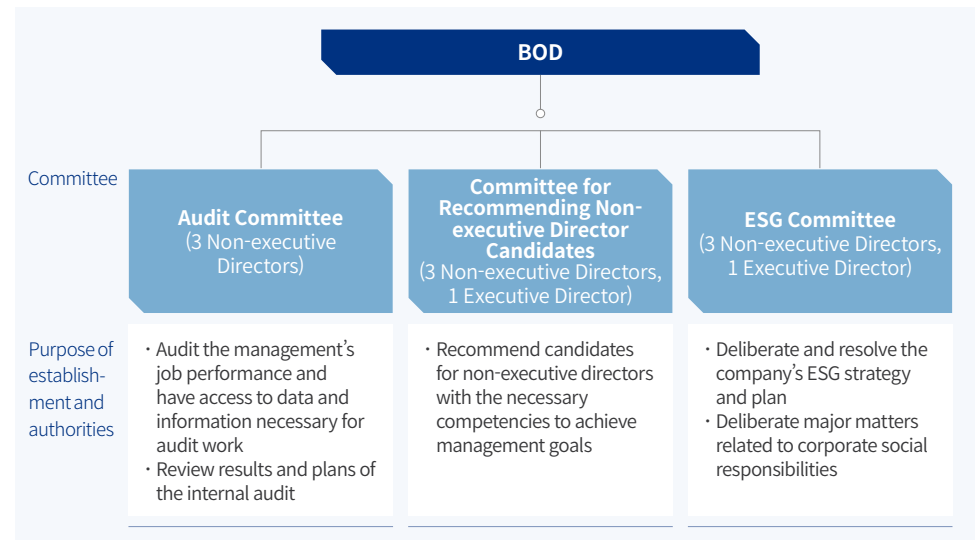 BOD
Committee
Audit Committee
(3 Non-executive
Directors)
Committee for
Recommending Non-
executive Director
Candidates
(3 Non-executive Directors,
1 Executive Director)
ESG Committee
(3 Non-executive Directors,
1 Executive Director)
Purpose of
establish-
ment and
authorities
· Audit the management’s
job performance and
have access to data and
information necessary for
audit work
· Review results and plans of
the internal audit
· Recommend candidates
for non-executive directors
with the necessary
competencies to achieve
management goals
· Deliberate and resolve the
company’s ESG strategy
and plan
· Deliberate major matters
related to corporate social
responsibilities